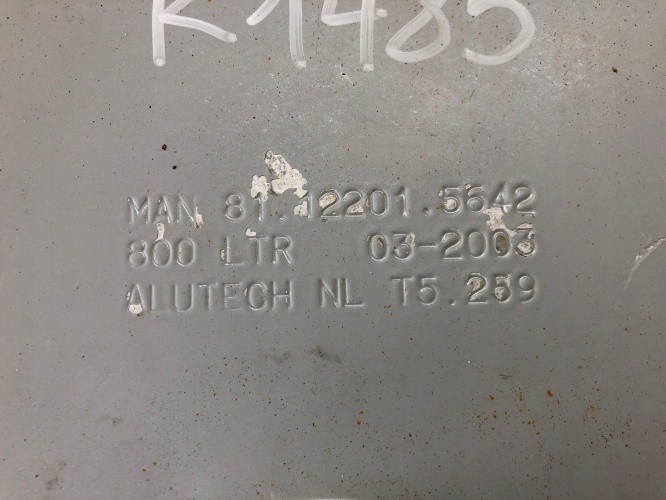 K1485
MAN 81.12201.5642
800 LTR 03-2003
ALUTECH NL T5.259